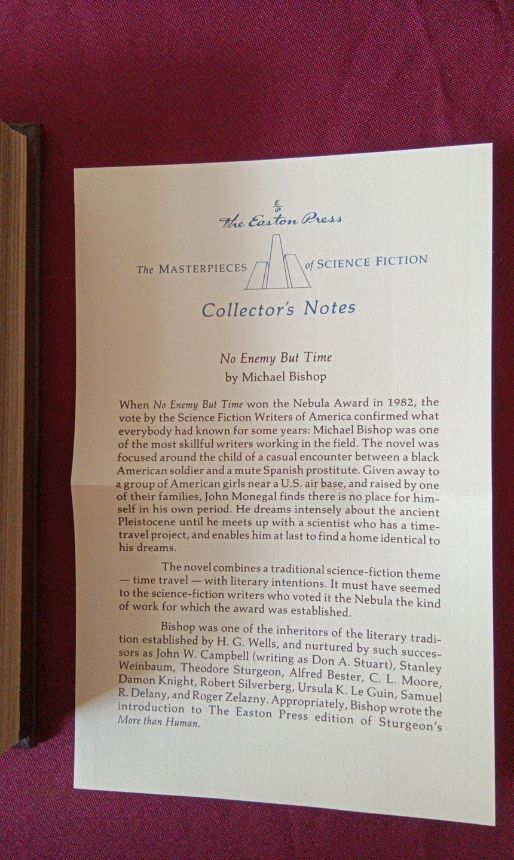 E
P
The Easton Press
The MASTERPIECES of SCIENCE FICTION
Collector's Notes
No Enemy But Time
by Michael Bishop
When No Enemy But Time won the Nebula Award in 1982, the
vote by the Science Fiction Writers of America confirmed what
everybody had known for some years: Michael Bishop was one
of the most skillful writers working in the field. The novel was
focused around the child of a casual encounter between a black
American soldier and a mute Spanish prostitute. Given away to
a group of American girls near a U.S. air base, and raised by one
of their families, John Monegal finds there is no place for him-
self in his own period. He dreams intensely about the ancient
Pleistocene until he meets up with a scientist who has a time-
travel project, and enables him at last to find a home identical to
his dreams.
The novel combines a traditional science-fiction theme
— time travel — with literary intentions. It must have seemed
to the science-fiction writers who voted it the Nebula the kind
of work for which the award was established.
Bishop was one of the inheritors of the literary tradi-
tion established by H. G. Wells, and nurtured by such succes-
sors as John W. Campbell (writing as Don A. Stuart), Stanley
Weinbaum, Theodore Sturgeon, Alfred Bester, C. L. Moore,
Damon Knight, Robert Silverberg, Ursula K. Le Guin, Samuel
R. Delany, and Roger Zelazny. Appropriately, Bishop wrote the
introduction to The Easton Press edition of Sturgeon's
More than Human.